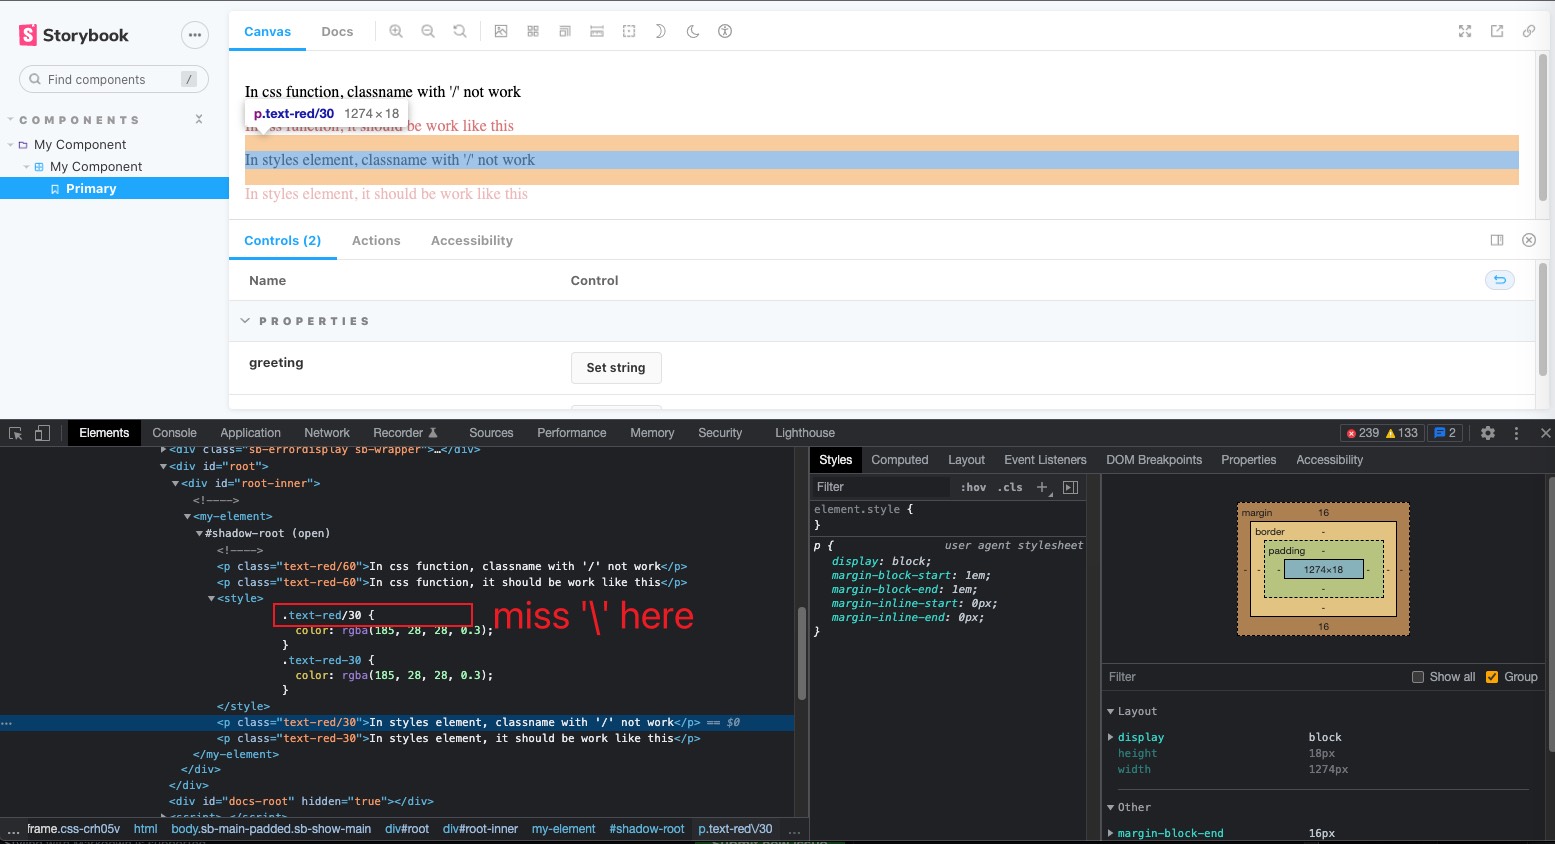 Storybook
Canvas Docs
Find components /
In css function, classname with '/' not work
COMPONENTS
p.text-red/30 1274×18
In css function, it should be work like this
My Component
My Component
In styles element, classname with '/' not work
Primary
In styles element, it should be work like this
Controls (2) Actions Accessibility
Name Control
PROPERTIES
greeting Set string
Elements Console Application Network Recorder Sources Performance Memory Security Lighthouse 239 133 2
<div class="sb-errordisplay sb-wrapper">…</div>
<div id="root">
<div id="root-inner">
<!---->
<my-element>
#shadow-root (open)
<!---->
<p class="text-red/60">In css function, classname with '/' not work</p>
<p class="text-red-60">In css function, it should be work like this</p>
<style>
.text-red/30 {
miss '\' here
color: rgba(185, 28, 28, 0.3);
}
.text-red-30 {
color: rgba(185, 28, 28, 0.3);
}
</style>
… <p class="text-red/30">In styles element, classname with '/' not work</p> == $0
<p class="text-red-30">In styles element, it should be work like this</p>
</my-element>
</div>
</div>
<div id="docs-root" hidden="true"></div>
… frame.css-crh05v html body.sb-main-padded.sb-show-main div#root div#root-inner my-element #shadow-root p.text-red\/30 …
Styles Computed Layout Event Listeners DOM Breakpoints Properties Accessibility
Filter :hov .cls +
element.style {
}
p { user agent stylesheet
display: block;
margin-block-start: 1em;
margin-block-end: 1em;
margin-inline-start: 0px;
margin-inline-end: 0px;
}
margin 16
border -
padding -
- - - 1274×18 - - -
-
-
16
Filter Show all Group
Layout
display block
height 18px
width 1274px
Other
margin-block-end 16px